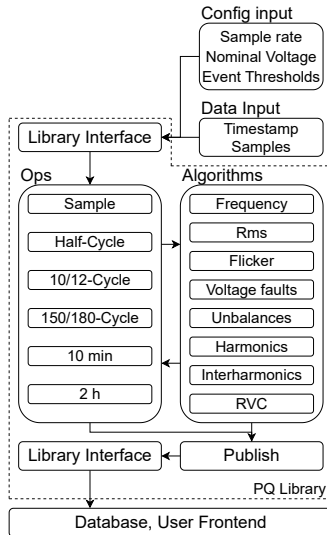 Config input
Sample rate
Nominal Voltage
Event Thresholds
Data Input
Timestamp
Samples
Library Interface
Ops
Sample
Half-Cycle
10/12-Cycle
150/180-Cycle
10 min
2 h
Algorithms
Frequency
Rms
Flicker
Voltage faults
Unbalances
Harmonics
Interharmonics
RVC
Library Interface
Publish
PQ Library
Database, User Frontend